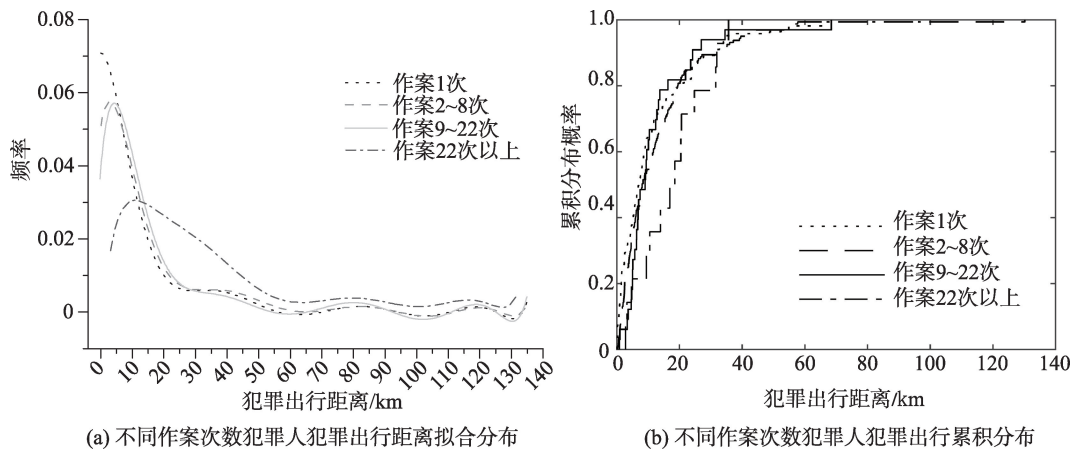 0.08
0.06
0.04
0.02
0
频率
作案1次
作案2~8次
作案9~22次
作案22次以上
0 10 20 30 40 50 60 70 80 90 100 110 120 130 140
犯罪出行距离/km
(a) 不同作案次数犯罪人犯罪出行距离拟合分布
1.0
0.8
0.6
0.4
0.2
0
累积分布概率
作案1次
作案2~8次
作案9~22次
作案22次以上
0 20 40 60 80 100 120 140
犯罪出行距离/km
(b) 不同作案次数犯罪人犯罪出行累积分布